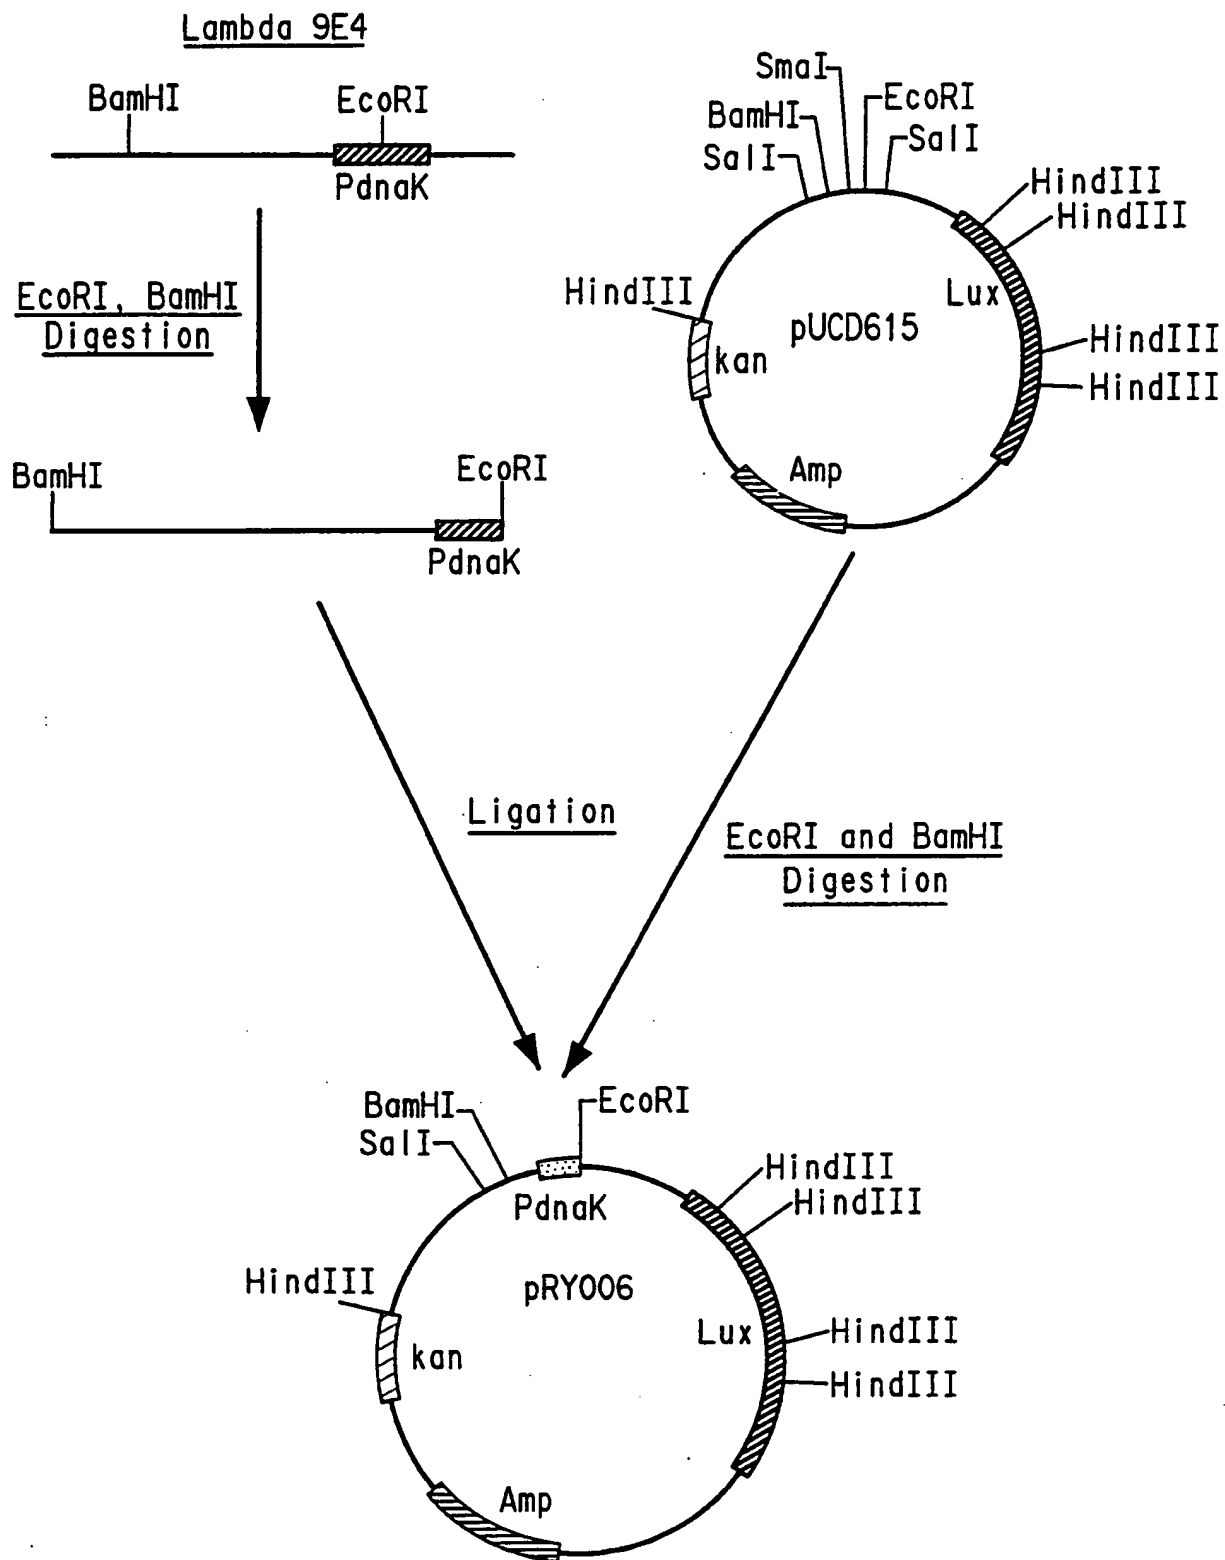 Lambda 9E4
BamHI
EcoRI
PdnaK
EcoRI, BamHI
Digestion
BamHI
EcoRI
PdnaK
SmaI
EcoRI
BamHI
SalI
SalI
HindIII
HindIII
HindIII
Lux
pUCD615
kan
HindIII
HindIII
Amp
Ligation
EcoRI and BamHI
Digestion
BamHI
EcoRI
SalI
HindIII
HindIII
PdnaK
HindIII
pRY006
Lux
HindIII
kan
HindIII
Amp